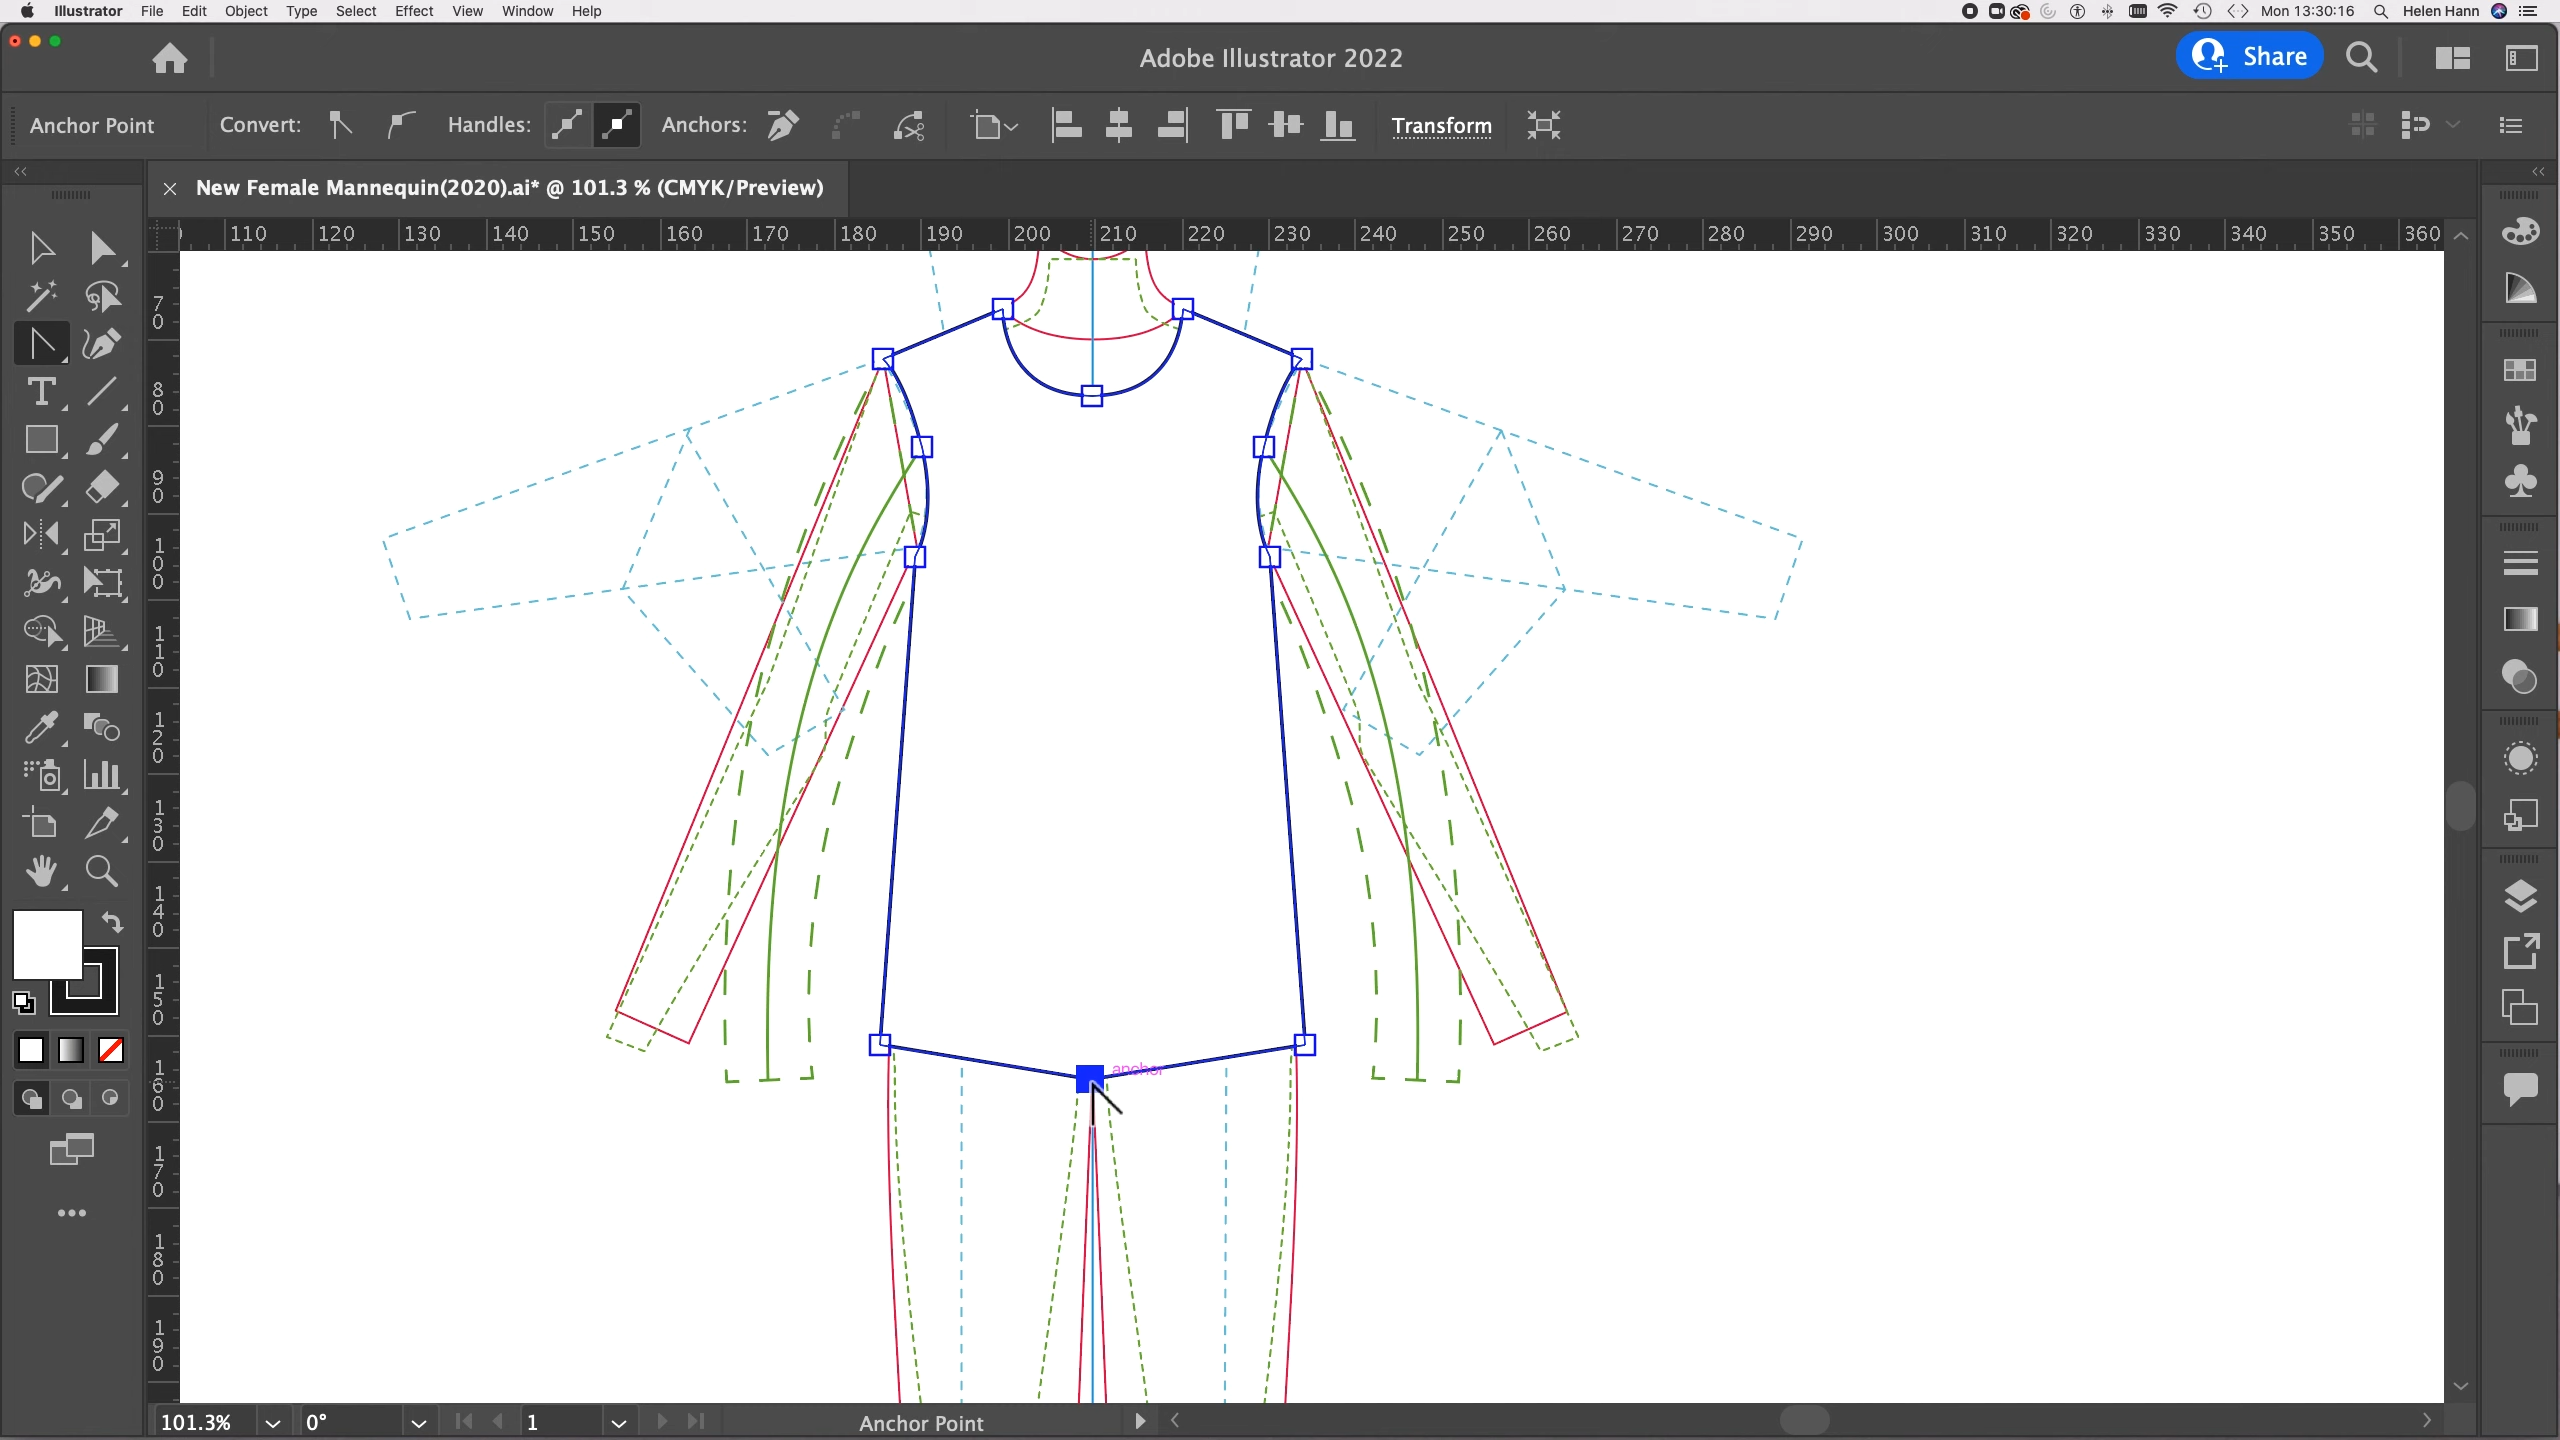 Illustrator File Edit Object Type Select Effect View Window Help
Mon 13:30:16 Helen Hann
Adobe Illustrator 2022
Share
Anchor Point Convert: Handles: Anchors: Transform
New Female Mannequin(2020).ai* @ 101.3 % (CMYK/Preview)
110 120 130 140 150 160 170 180 190 200 210 220 230 240 250 260 270 280 290 300 310 320 330 340 350 360
70
80
90
100
110
120
130
140
150
160
170
180
190
anchor
101.3% 0° 1 Anchor Point